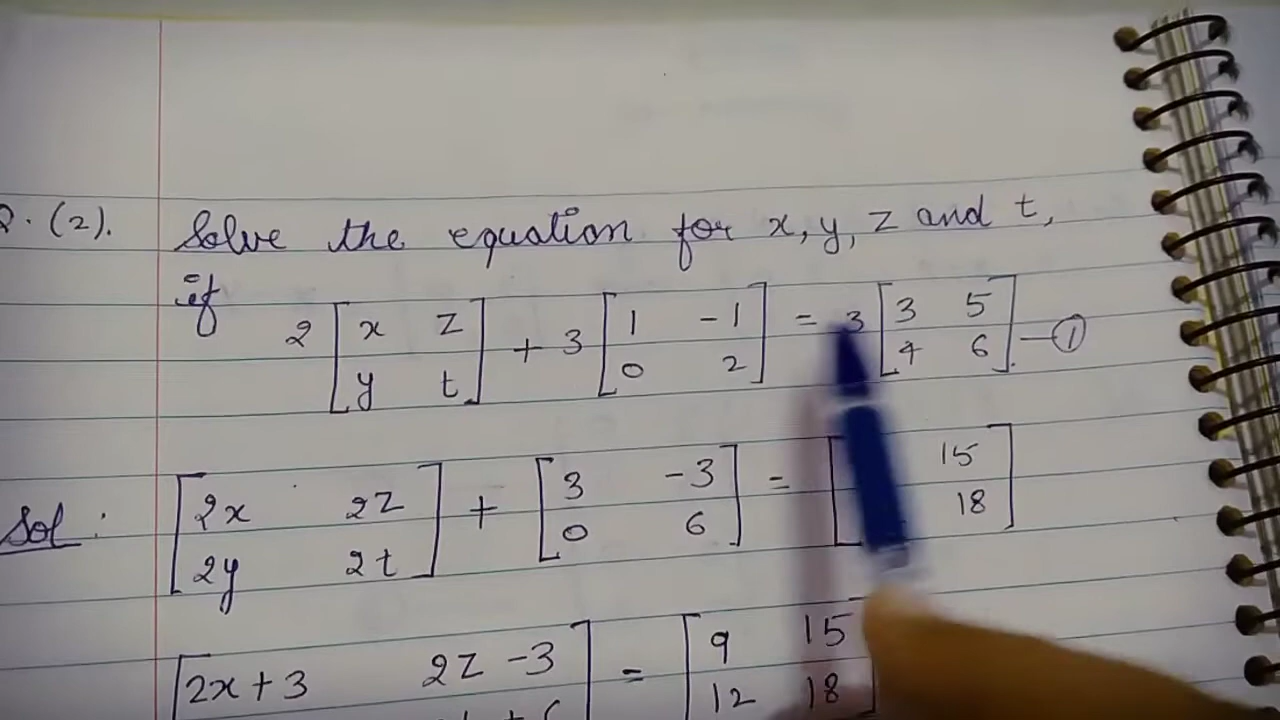 Q. (2). Solve the equation for x, y, z and t,
if
2 [x z] + 3 [1 -1] = 3 [3 5] — ①
[y t] [0 2] [4 6]
Sol: [2x 2z] + [3 -3] = [ 15]
[2y 2t] [0 6] [ 18]
[2x + 3 2z - 3] = [9 15]
[12 18]